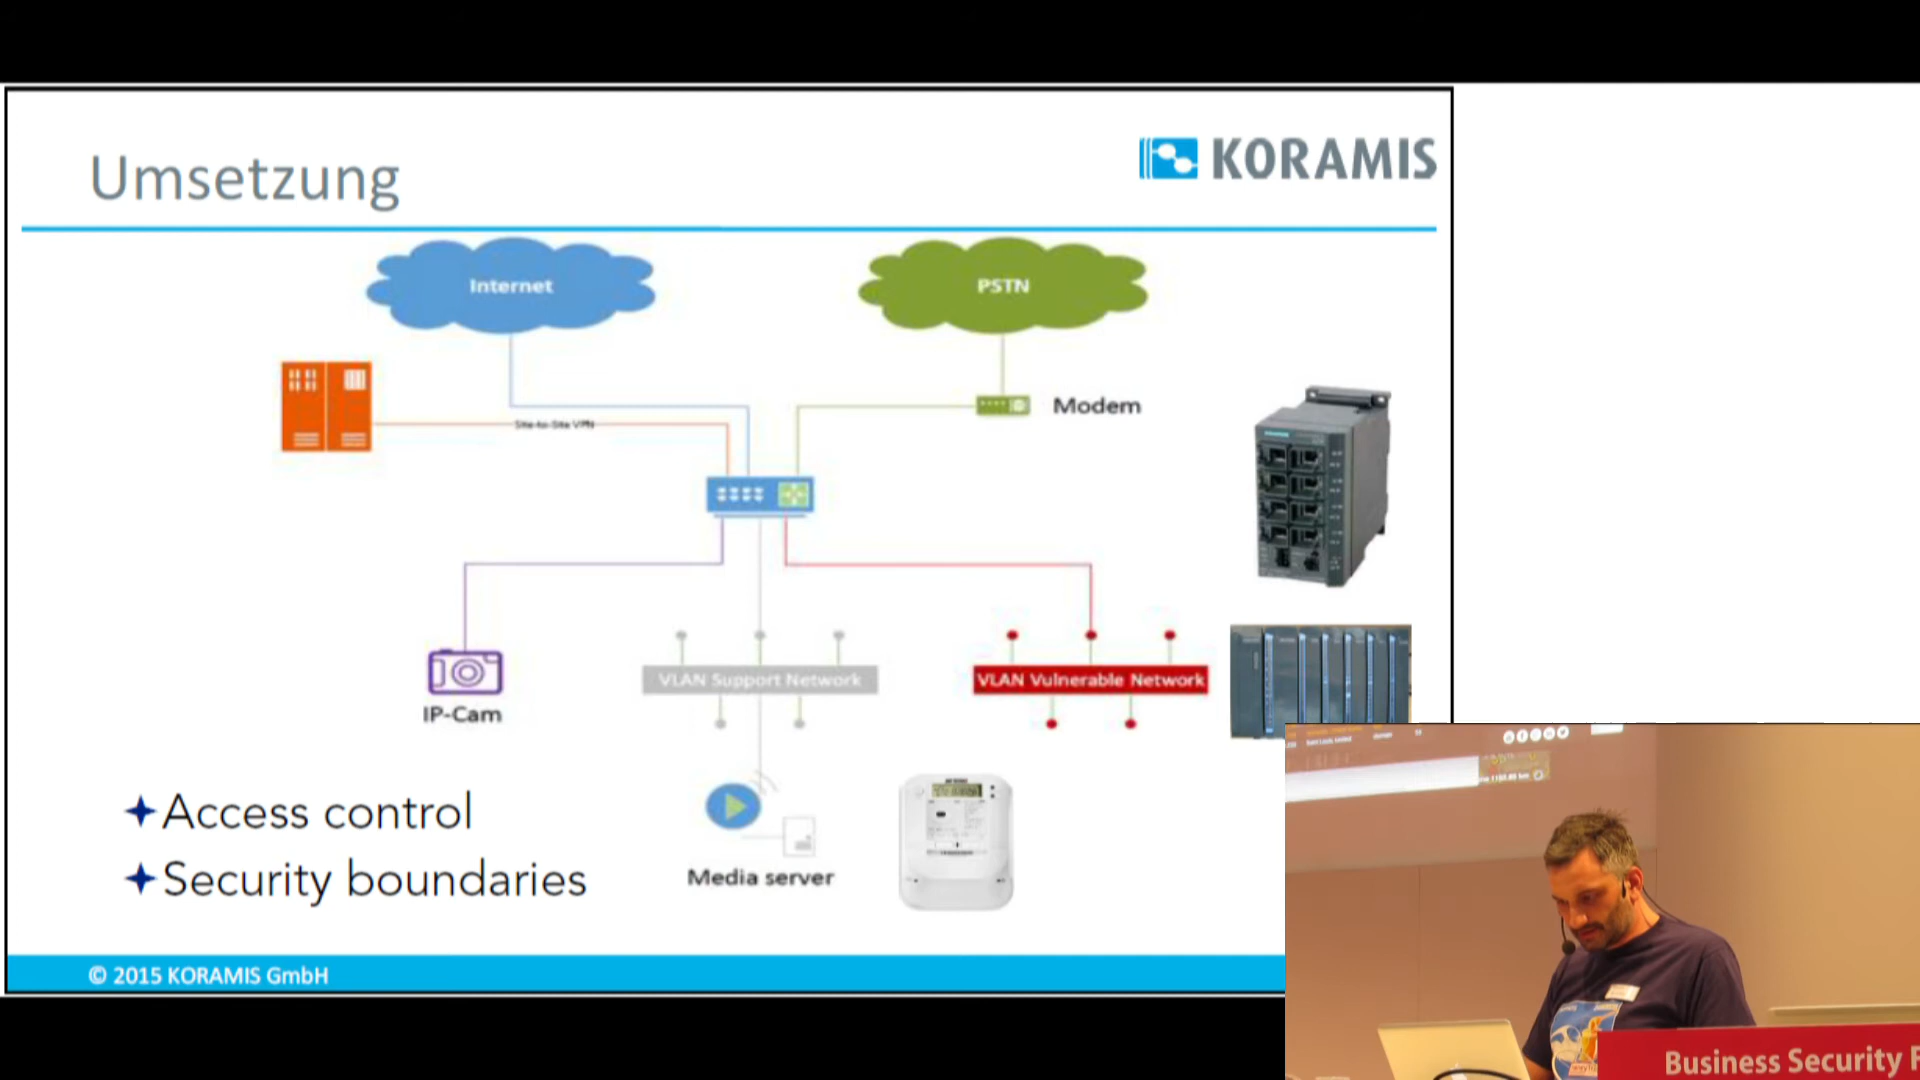 Umsetzung
KORAMIS
Internet
PSTN
Site-to-Site VPN
Modem
IP-Cam
VLAN Support Network
VLAN Vulnerable Network
Media server
Access control
Security boundaries
© 2015 KORAMIS GmbH
Business Security F